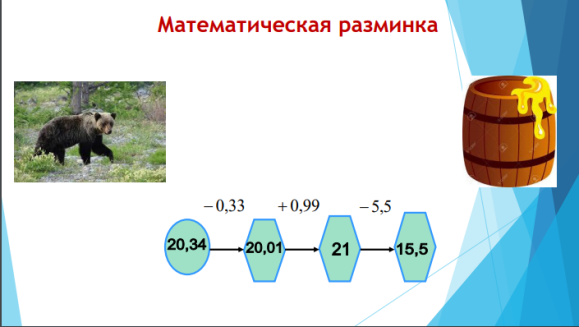 Математическая разминка
− 0,33 + 0,99 − 5,5
20,34 20,01 21 15,5